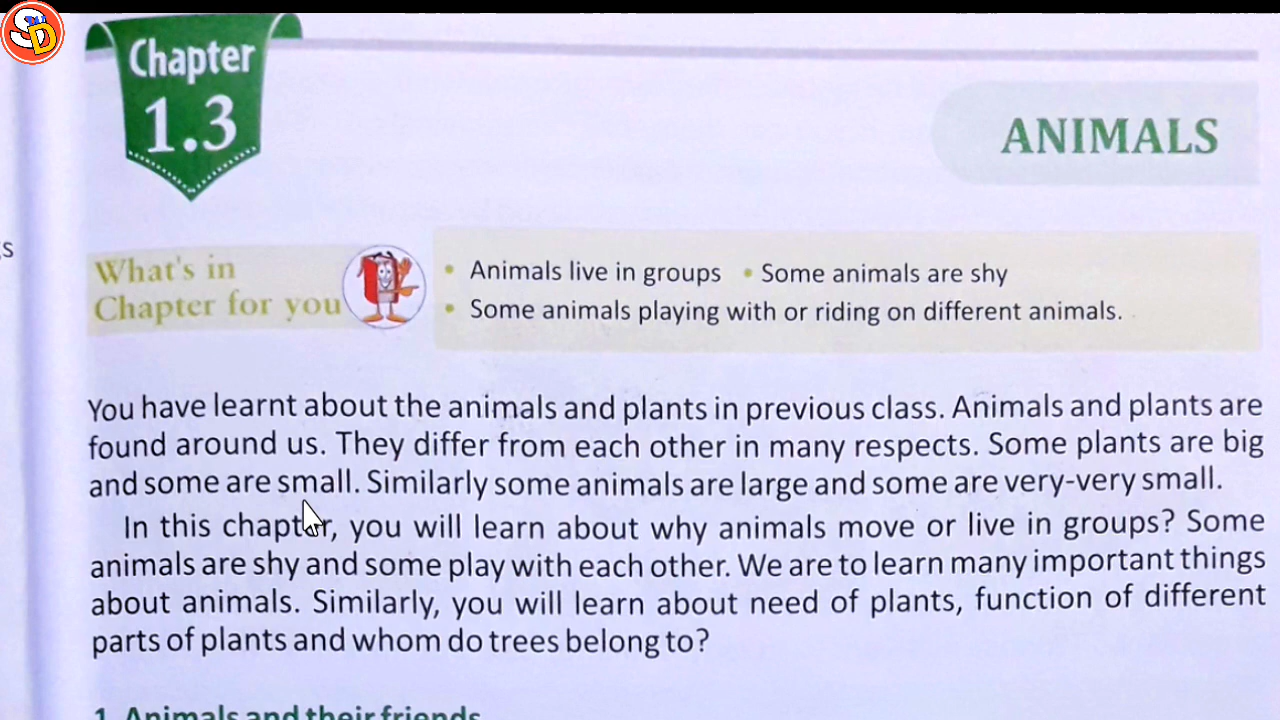 SD
Chapter
1.3
ANIMALS
s
What's in
Chapter for you
• Animals live in groups • Some animals are shy
• Some animals playing with or riding on different animals.
You have learnt about the animals and plants in previous class. Animals and plants are
found around us. They differ from each other in many respects. Some plants are big
and some are small. Similarly some animals are large and some are very-very small.
In this chapter, you will learn about why animals move or live in groups? Some
animals are shy and some play with each other. We are to learn many important things
about animals. Similarly, you will learn about need of plants, function of different
parts of plants and whom do trees belong to?
1. Animals and their friends